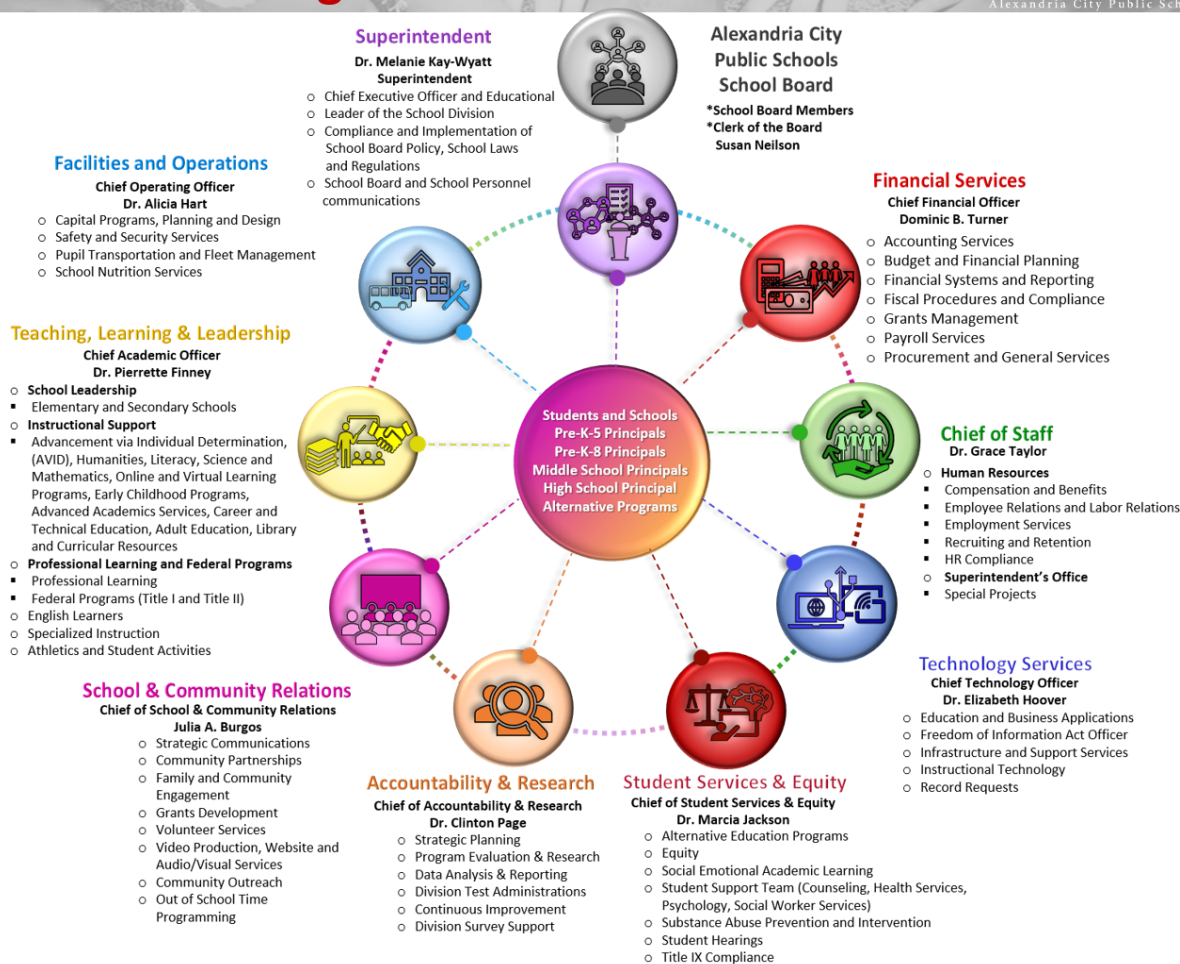 Alexandria City Public Sch
Superintendent
Dr. Melanie Kay-Wyatt
Superintendent
○ Chief Executive Officer and Educational
○ Leader of the School Division
○ Compliance and Implementation of
School Board Policy, School Laws
and Regulations
○ School Board and School Personnel
communications
Alexandria City
Public Schools
School Board
*School Board Members
*Clerk of the Board
Susan Neilson
Facilities and Operations
Chief Operating Officer
Dr. Alicia Hart
○ Capital Programs, Planning and Design
○ Safety and Security Services
○ Pupil Transportation and Fleet Management
○ School Nutrition Services
Financial Services
Chief Financial Officer
Dominic B. Turner
○ Accounting Services
○ Budget and Financial Planning
○ Financial Systems and Reporting
○ Fiscal Procedures and Compliance
○ Grants Management
○ Payroll Services
○ Procurement and General Services
Teaching, Learning & Leadership
Chief Academic Officer
Dr. Pierrette Finney
○ School Leadership
▪ Elementary and Secondary Schools
○ Instructional Support
▪ Advancement via Individual Determination,
(AVID), Humanities, Literacy, Science and
Mathematics, Online and Virtual Learning
Programs, Early Childhood Programs,
Advanced Academics Services, Career and
Technical Education, Adult Education, Library
and Curricular Resources
○ Professional Learning and Federal Programs
▪ Professional Learning
▪ Federal Programs (Title I and Title II)
○ English Learners
○ Specialized Instruction
○ Athletics and Student Activities
Students and Schools
Pre-K-5 Principals
Pre-K-8 Principals
Middle School Principals
High School Principal
Alternative Programs
Chief of Staff
Dr. Grace Taylor
○ Human Resources
▪ Compensation and Benefits
▪ Employee Relations and Labor Relations
▪ Employment Services
▪ Recruiting and Retention
▪ HR Compliance
○ Superintendent's Office
▪ Special Projects
School & Community Relations
Chief of School & Community Relations
Julia A. Burgos
○ Strategic Communications
○ Community Partnerships
○ Family and Community
Engagement
○ Grants Development
○ Volunteer Services
○ Video Production, Website and
Audio/Visual Services
○ Community Outreach
○ Out of School Time
Programming
Accountability & Research
Chief of Accountability & Research
Dr. Clinton Page
○ Strategic Planning
○ Program Evaluation & Research
○ Data Analysis & Reporting
○ Division Test Administrations
○ Continuous Improvement
○ Division Survey Support
Student Services & Equity
Chief of Student Services & Equity
Dr. Marcia Jackson
○ Alternative Education Programs
○ Equity
○ Social Emotional Academic Learning
○ Student Support Team (Counseling, Health Services,
Psychology, Social Worker Services)
○ Substance Abuse Prevention and Intervention
○ Student Hearings
○ Title IX Compliance
Technology Services
Chief Technology Officer
Dr. Elizabeth Hoover
○ Education and Business Applications
○ Freedom of Information Act Officer
○ Infrastructure and Support Services
○ Instructional Technology
○ Record Requests